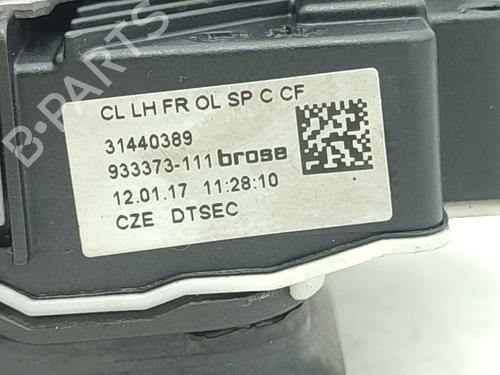 B-PARTS
CL LH FR OL SP C CF
31440389
933373-111 brose
12.01.17 11:28:10
CZE DTSEC